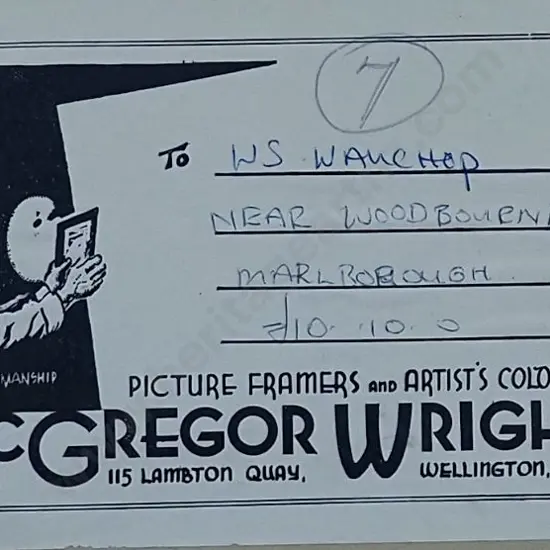 7
TO WS WAUCHOP
NEAR WOODBOURN
MARLBOROUGH.
£10. 10. 0
MANSHIP
PICTURE FRAMERS AND ARTIST'S COLO
CGREGOR WRIGH
115 LAMBTON QUAY, WELLINGTON,